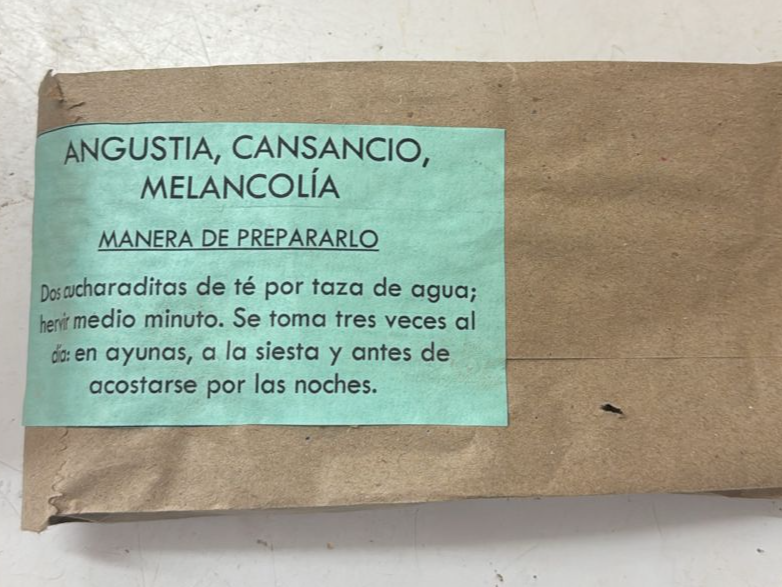 ANGUSTIA, CANSANCIO,
MELANCOLÍA
MANERA DE PREPARARLO
Dos cucharaditas de té por taza de agua;
hervir medio minuto. Se toma tres veces al
día: en ayunas, a la siesta y antes de
acostarse por las noches.